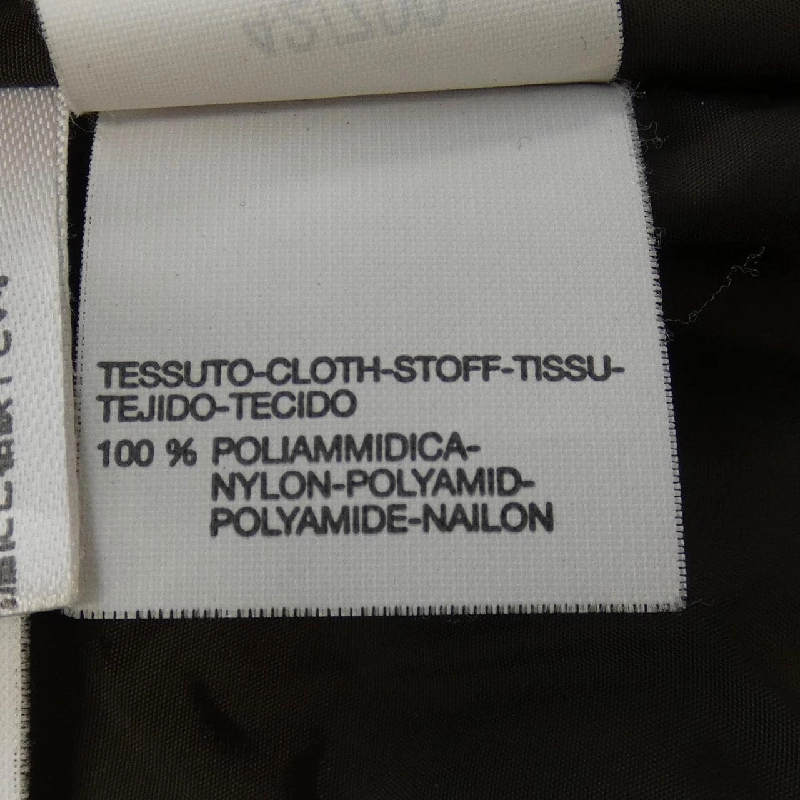 TESSUTO-CLOTH-STOFF-TISSU-
TEJIDO-TECIDO
100 % POLIAMMIDICA-
NYLON-POLYAMID-
POLYAMIDE-NAILON